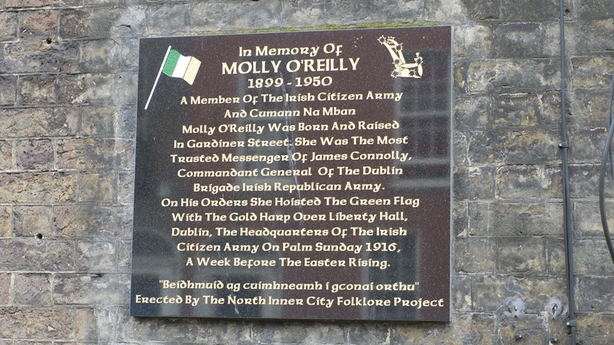 In Memory Of
MOLLY O'REILLY
1899 - 1950
A Member Of The Irish Citizen Army
And Cumann Na Mban
Molly O'Reilly Was Born And Raised
In Gardiner Street. She Was The Most
Trusted Messenger Of James Connolly,
Commandant General Of The Dublin
Brigade Irish Republican Army.
On His Orders She Hoisted The Green Flag
With The Gold Harp Over Liberty Hall,
Dublin, The Headquarters Of The Irish
Citizen Army On Palm Sunday 1916,
A Week Before The Easter Rising.
"Beidhmuid ag cuimhneamh i gconai orthu"
Erected By The North Inner City Folklore Project